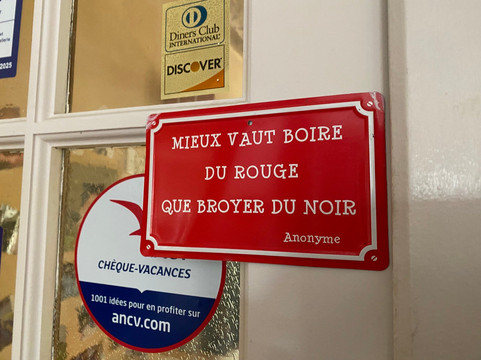 Diners Club
INTERNATIONAL
DISCOVER
2025
MIEUX VAUT BOIRE
DU ROUGE
QUE BROYER DU NOIR
Anonyme
CHÈQUE-VACANCES
1001 idées pour en profiter sur
ancv.com